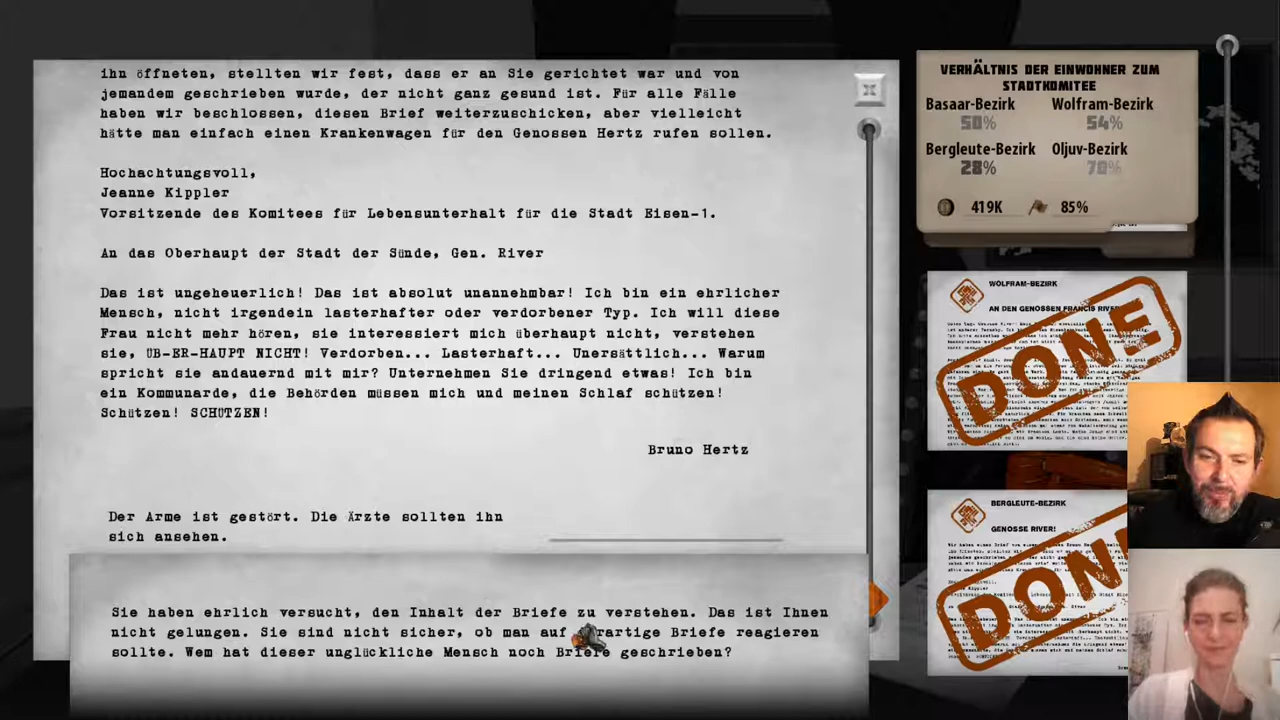 ihn öffneten, stellten wir fest, dass er an Sie gerichtet war und von
jemandem geschrieben wurde, der nicht ganz gesund ist. Für alle Fälle
haben wir beschlossen, diesen Brief weiterzuschicken, aber vielleicht
hätte man einfach einen Krankenwagen für den Genossen Hertz rufen sollen.
Hochachtungsvoll,
Jeanne Kippler
Vorsitzende des Komitees für Lebensunterhalt für die Stadt Eisen-1.
An das Oberhaupt der Stadt der Sünde, Gen. River
Das ist ungeheuerlich! Das ist absolut unannehmbar! Ich bin ein ehrlicher
Mensch, nicht irgendein lasterhafter oder verdorbener Typ. Ich will diese
Frau nicht mehr hören, sie interessiert mich überhaupt nicht, verstehen
sie, ÜB-ER-HAUPT NICHT! Verdorben... Lasterhaft... Unersättlich... Warum
spricht sie andauernd mit mir? Unternehmen Sie dringend etwas! Ich bin
ein Kommunarde, die Behörden müssen mich und meinen Schlaf schützen!
Schützen! SCHÜTZEN!
Bruno Hertz
Der Arme ist gestört. Die Ärzte sollten ihn
sich ansehen.
Sie haben ehrlich versucht, den Inhalt der Briefe zu verstehen. Das ist Ihnen
nicht gelungen. Sie sind nicht sicher, ob man auf derartige Briefe reagieren
sollte. Wem hat dieser unglückliche Mensch noch Briefe geschrieben?
VERHÄLTNIS DER EINWOHNER ZUM
STADTKOMITEE
Basaar-Bezirk Wolfram-Bezirk
50% 54%
Bergleute-Bezirk Oljuv-Bezirk
28% 70%
419K 85%
WOLFRAM-BEZIRK
AN DEN GENOSSEN FRANCIS RIVER
DONE
BERGLEUTE-BEZIRK
GENOSSE RIVER!
DONE